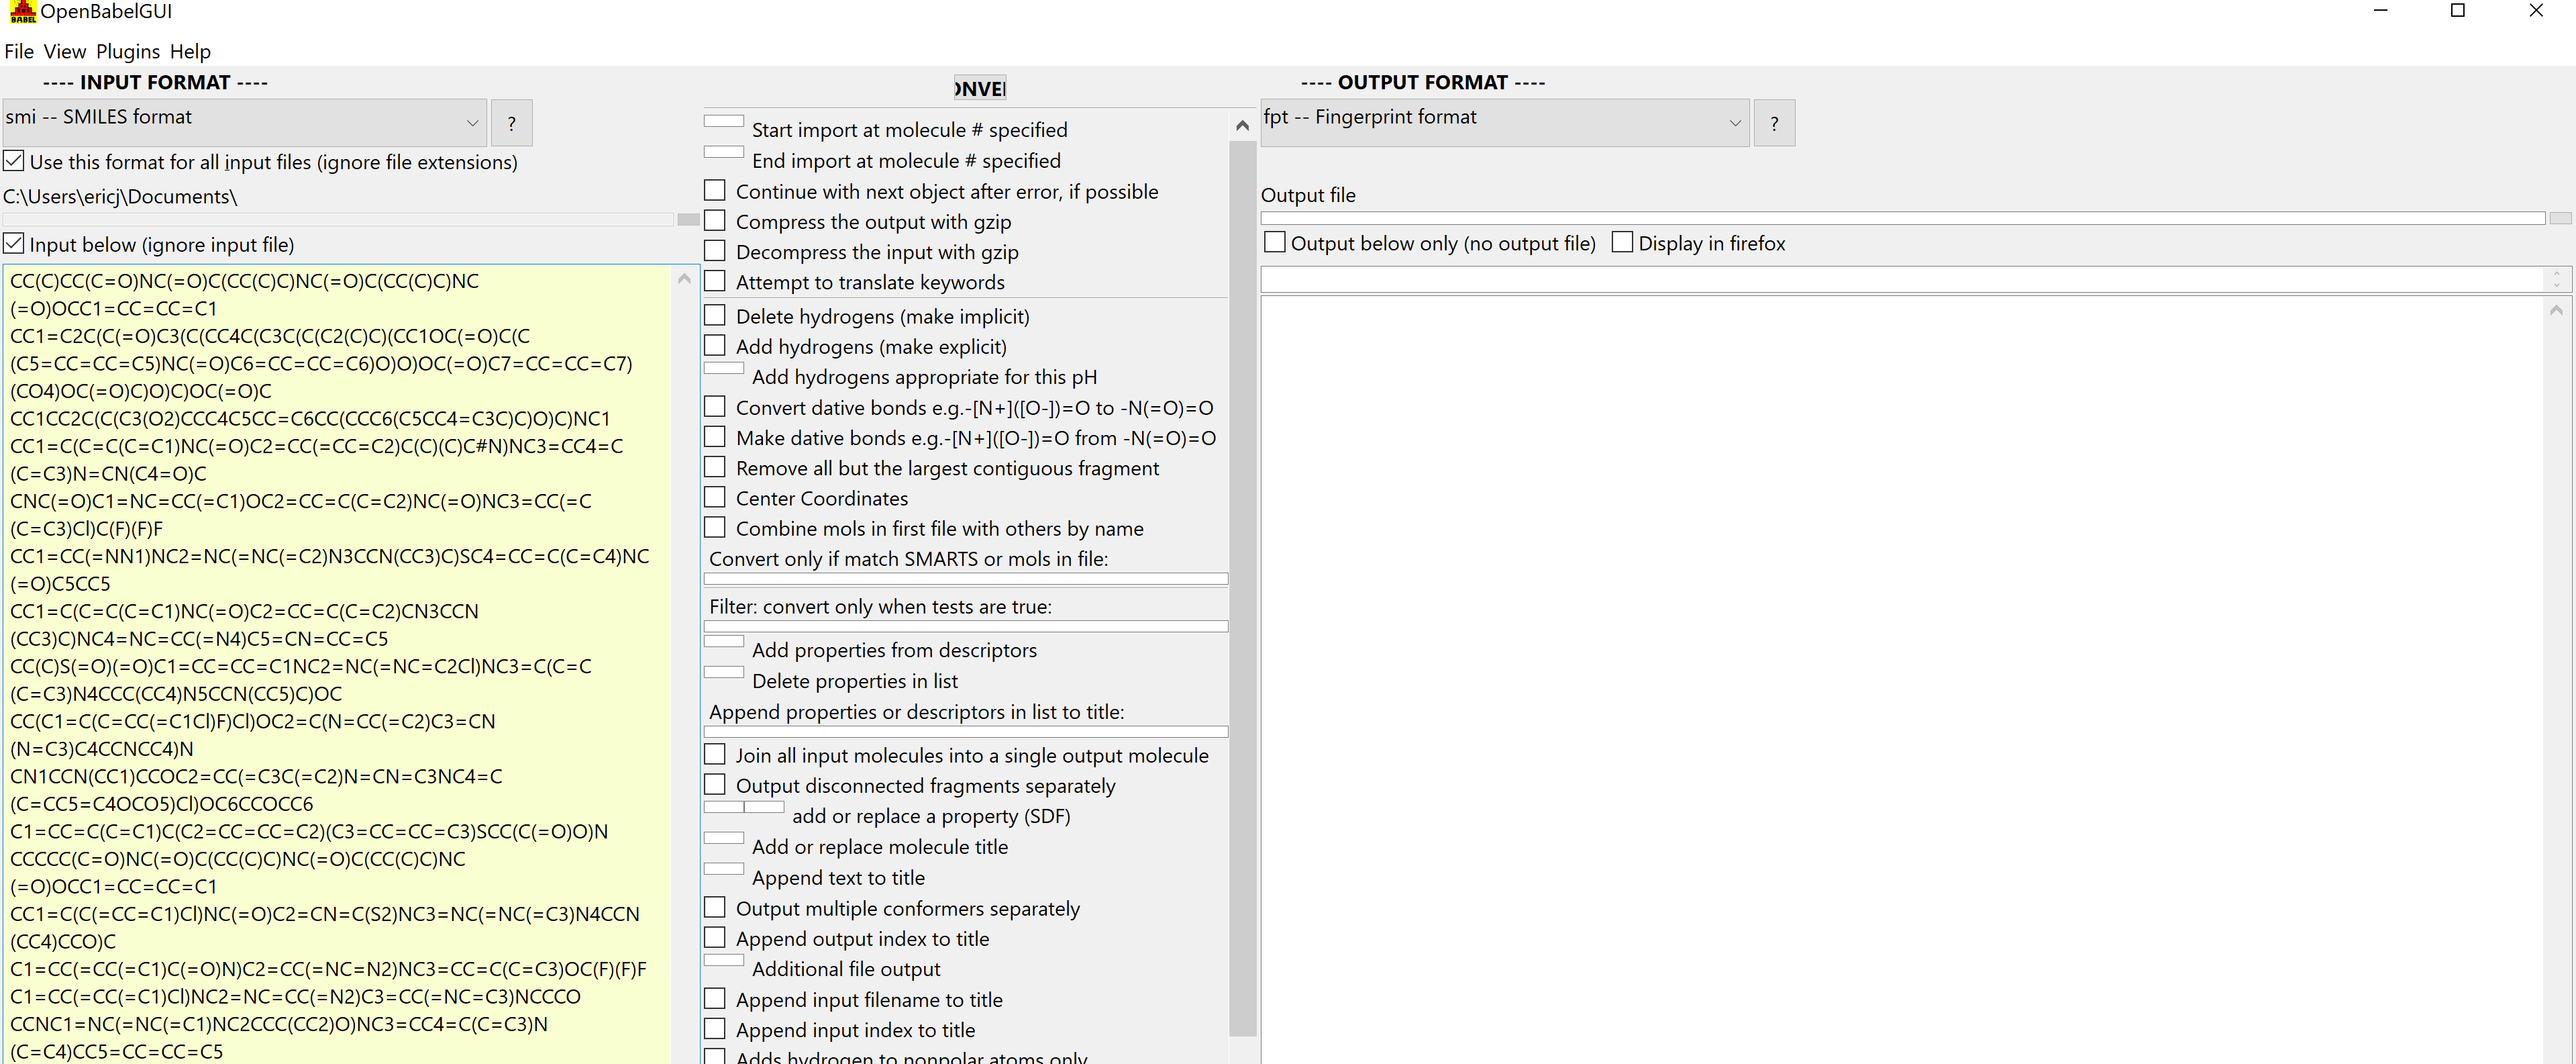 BABEL OpenBabelGUI
File View Plugins Help
---- INPUT FORMAT ----
smi -- SMILES format
?
Use this format for all input files (ignore file extensions)
C:\Users\ericj\Documents\
Input below (ignore input file)
CC(C)CC(C=O)NC(=O)C(CC(C)C)NC(=O)C(CC(C)C)NC
(=O)OCC1=CC=CC=C1
CC1=C2C(C(=O)C3(C(CC4C(C3C(C(C2(C)C)(CC1OC(=O)C(C
(C5=CC=CC=C5)NC(=O)C6=CC=CC=C6)O)O)OC(=O)C7=CC=CC=C7)
(CO4)OC(=O)C)O)C)OC(=O)C
CC1CC2C(C(C3(O2)CCC4C5CC=C6CC(CCC6(C5CC4=C3C)C)O)C)NC1
CC1=C(C=C(C=C1)NC(=O)C2=CC(=CC=C2)C(C)(C)C#N)NC3=CC4=C
(C=C3)N=CN(C4=O)C
CNC(=O)C1=NC=CC(=C1)OC2=CC=C(C=C2)NC(=O)NC3=CC(=C
(C=C3)Cl)C(F)(F)F
CC1=CC(=NN1)NC2=NC(=NC(=C2)N3CCN(CC3)C)SC4=CC=C(C=C4)NC
(=O)C5CC5
CC1=C(C=C(C=C1)NC(=O)C2=CC=C(C=C2)CN3CCN
(CC3)C)NC4=NC=CC(=N4)C5=CN=CC=C5
CC(C)S(=O)(=O)C1=CC=CC=C1NC2=NC(=NC=C2Cl)NC3=C(C=C
(C=C3)N4CCC(CC4)N5CCN(CC5)C)OC
CC(C1=C(C=CC(=C1Cl)F)Cl)OC2=C(N=CC(=C2)C3=CN
(N=C3)C4CCNCC4)N
CN1CCN(CC1)CCOC2=CC(=C3C(=C2)N=CN=C3NC4=C
(C=CC5=C4OCO5)Cl)OC6CCOCC6
C1=CC=C(C=C1)C(C2=CC=CC=C2)(C3=CC=CC=C3)SCC(C(=O)O)N
CCCCC(C=O)NC(=O)C(CC(C)C)NC(=O)C(CC(C)C)NC
(=O)OCC1=CC=CC=C1
CC1=C(C(=CC=C1)Cl)NC(=O)C2=CN=C(S2)NC3=NC(=NC(=C3)N4CCN
(CC4)CCO)C
C1=CC(=CC(=C1)C(=O)N)C2=CC(=NC=N2)NC3=CC=C(C=C3)OC(F)(F)F
C1=CC(=CC(=C1)Cl)NC2=NC=CC(=N2)C3=CC(=NC=C3)NCCCO
CCNC1=NC(=NC(=C1)NC2CCC(CC2)O)NC3=CC4=C(C=C3)N
(C=C4)CC5=CC=CC=C5
Start import at molecule # specified
End import at molecule # specified
Continue with next object after error, if possible
Compress the output with gzip
Decompress the input with gzip
Attempt to translate keywords
Delete hydrogens (make implicit)
Add hydrogens (make explicit)
Add hydrogens appropriate for this pH
Convert dative bonds e.g.-[N+]([O-])=O to -N(=O)=O
Make dative bonds e.g.-[N+]([O-])=O from -N(=O)=O
Remove all but the largest contiguous fragment
Center Coordinates
Combine mols in first file with others by name
Convert only if match SMARTS or mols in file:
Filter: convert only when tests are true:
Add properties from descriptors
Delete properties in list
Append properties or descriptors in list to title:
Join all input molecules into a single output molecule
Output disconnected fragments separately
add or replace a property (SDF)
Add or replace molecule title
Append text to title
Output multiple conformers separately
Append output index to title
Additional file output
Append input filename to title
Append input index to title
Adds hydrogen to nonpolar atoms only
---- OUTPUT FORMAT ----
fpt -- Fingerprint format
?
Output file
Output below only (no output file) Display in firefox